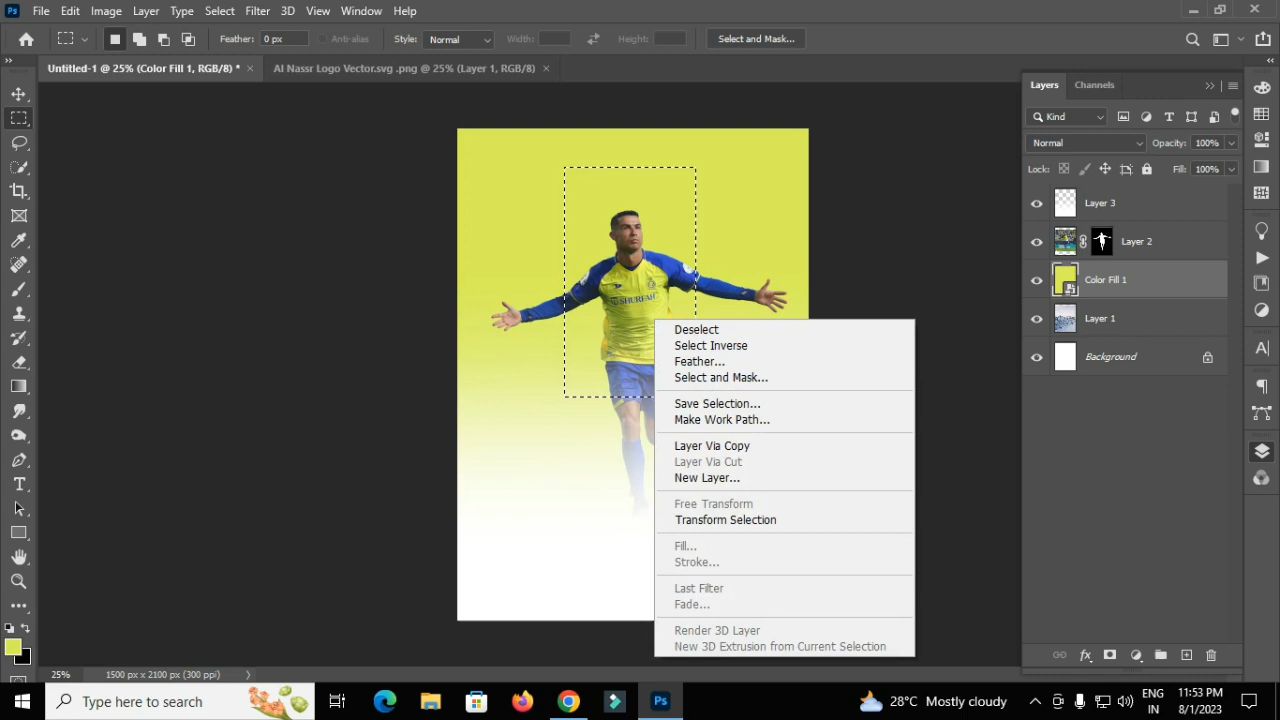 Ps File Edit Image Layer Type Select Filter 3D View Window Help
Feather: 0 px Anti-alias Style: Normal Width: Height: Select and Mask...
Untitled-1 @ 25% (Color Fill 1, RGB/8) * × Al Nassr Logo Vector.svg .png @ 25% (Layer 1, RGB/8) ×
Layers Channels
Kind
Normal Opacity: 100%
Lock: Fill: 100%
Layer 3
Layer 2
Color Fill 1
Layer 1
Background
SHURFAH
Deselect
Select Inverse
Feather...
Select and Mask...
Save Selection...
Make Work Path...
Layer Via Copy
Layer Via Cut
New Layer...
Free Transform
Transform Selection
Fill...
Stroke...
Last Filter
Fade...
Render 3D Layer
New 3D Extrusion from Current Selection
25% 1500 px x 2100 px (300 ppi)
Type here to search
Ps
28°C Mostly cloudy
ENG
IN
11:53 PM
8/1/2023